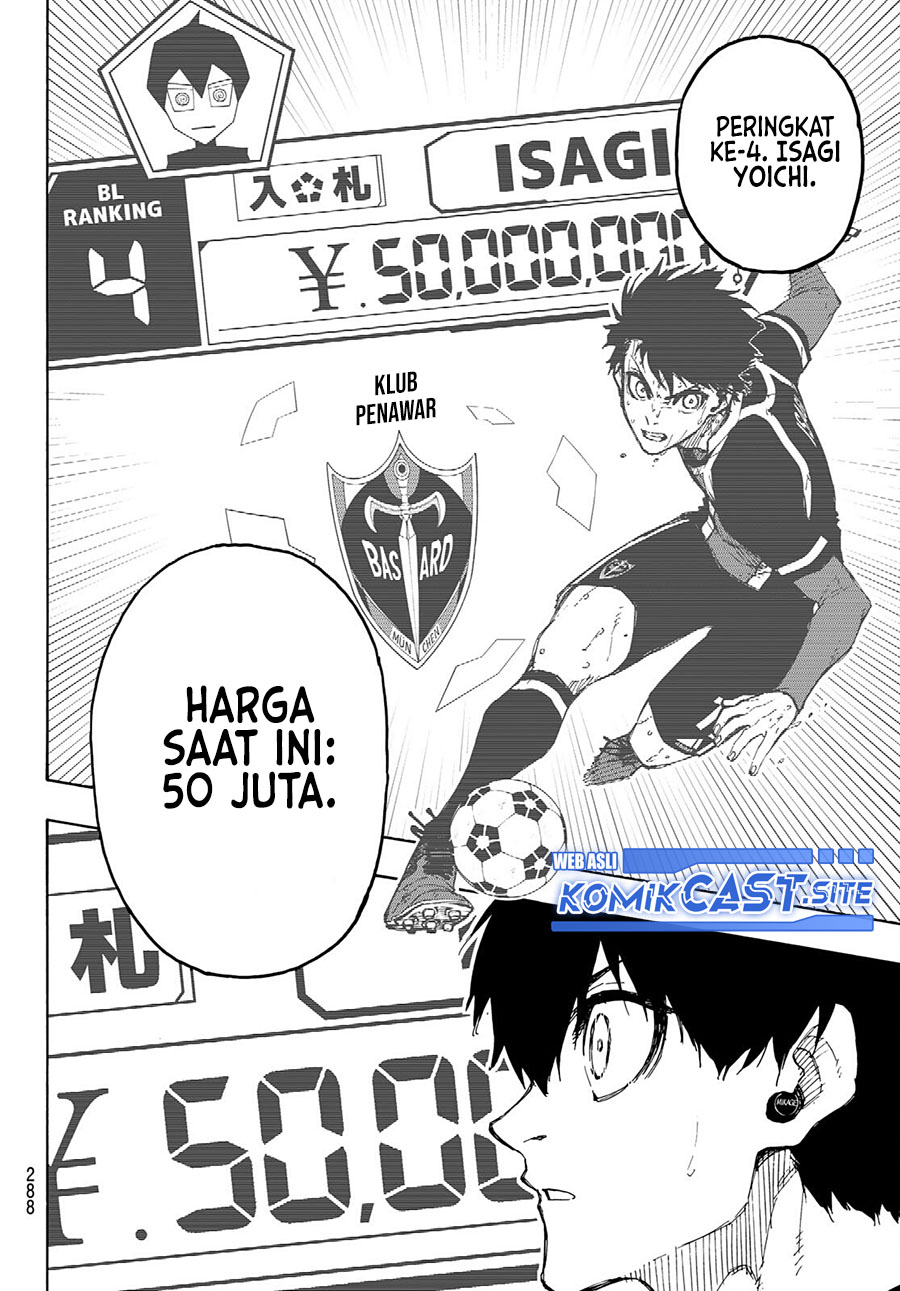 PERINGKAT
KE-4. ISAGI
YOICHI.
BL
RANKING
4
入 札
ISAGI
¥.50,000,000
KLUB
PENAWAR
BASTARD
MUNCHEN
HARGA
SAAT INI:
50 JUTA.
WEB ASLI
KOMIKCAST.SITE
札
¥.50,00
MIKAGE
288